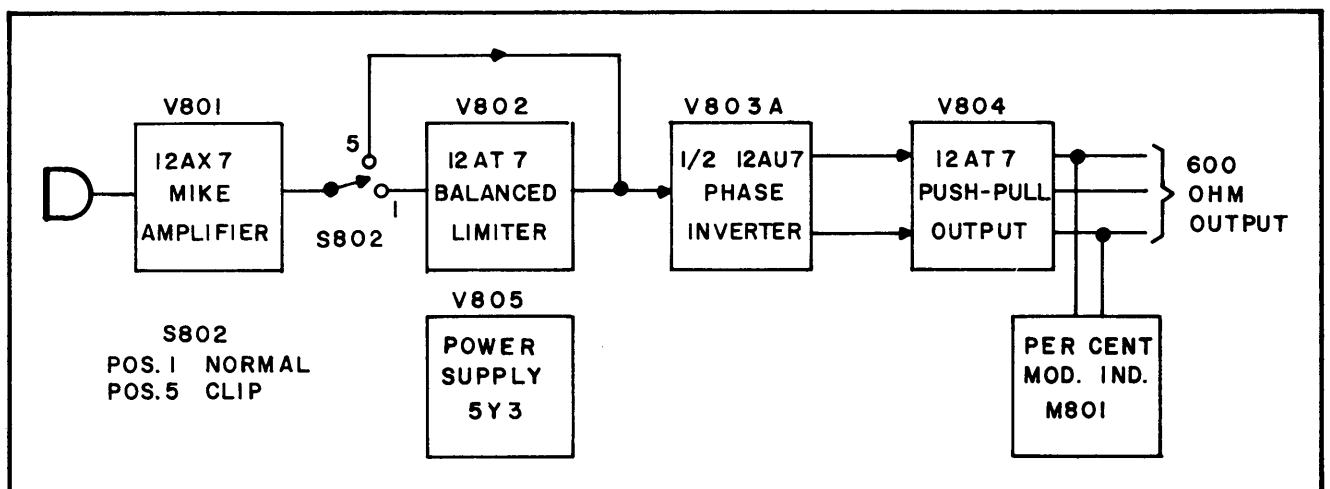 V801
12AX7
MIKE
AMPLIFIER
5
1
S802
V802
12AT7
BALANCED
LIMITER
V803A
1/2 12AU7
PHASE
INVERTER
V804
12AT7
PUSH-PULL
OUTPUT
600
OHM
OUTPUT
S802
POS.1 NORMAL
POS.5 CLIP
V805
POWER
SUPPLY
5Y3
PER CENT
MOD. IND.
M801